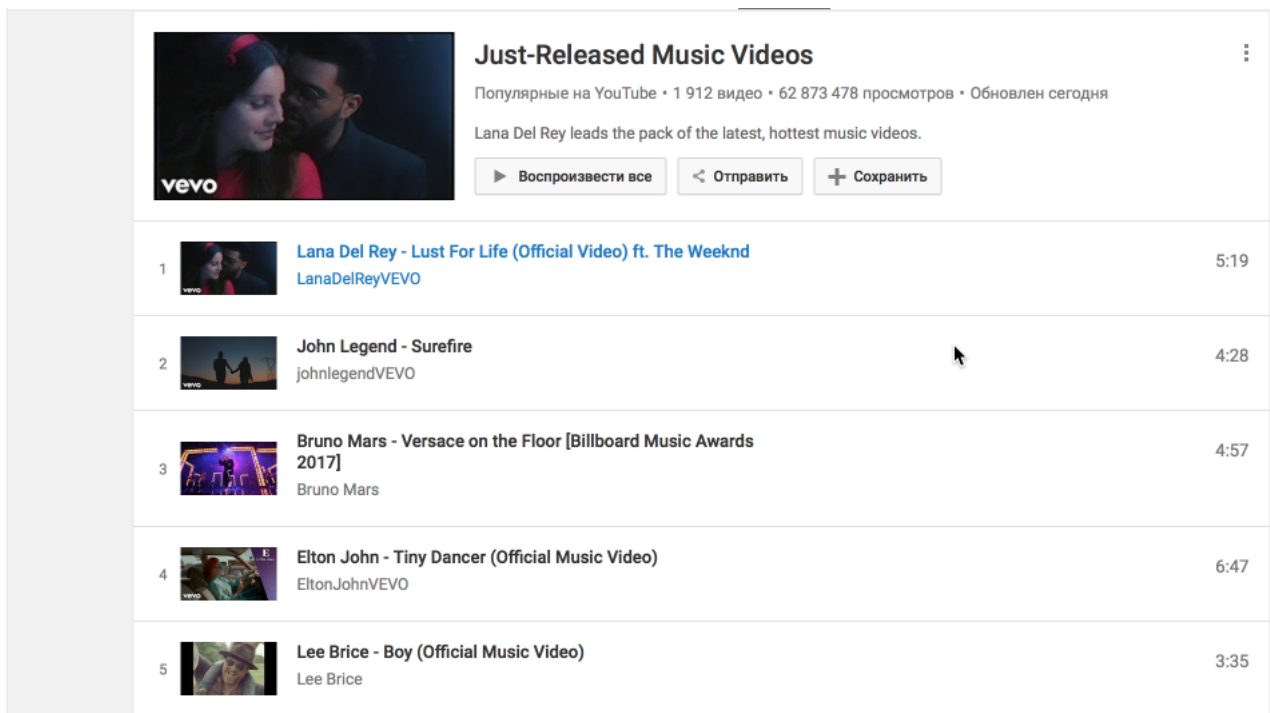 Just-Released Music Videos
Популярные на YouTube • 1 912 видео • 62 873 478 просмотров • Обновлен сегодня
Lana Del Rey leads the pack of the latest, hottest music videos.
Воспроизвести все
Отправить
Сохранить
vevo
1
vevo
Lana Del Rey - Lust For Life (Official Video) ft. The Weeknd
LanaDelReyVEVO
5:19
2
vevo
John Legend - Surefire
johnlegendVEVO
4:28
3
Bruno Mars - Versace on the Floor [Billboard Music Awards
2017]
Bruno Mars
4:57
4
vevo
E
Elton John - Tiny Dancer (Official Music Video)
EltonJohnVEVO
6:47
5
Lee Brice - Boy (Official Music Video)
Lee Brice
3:35